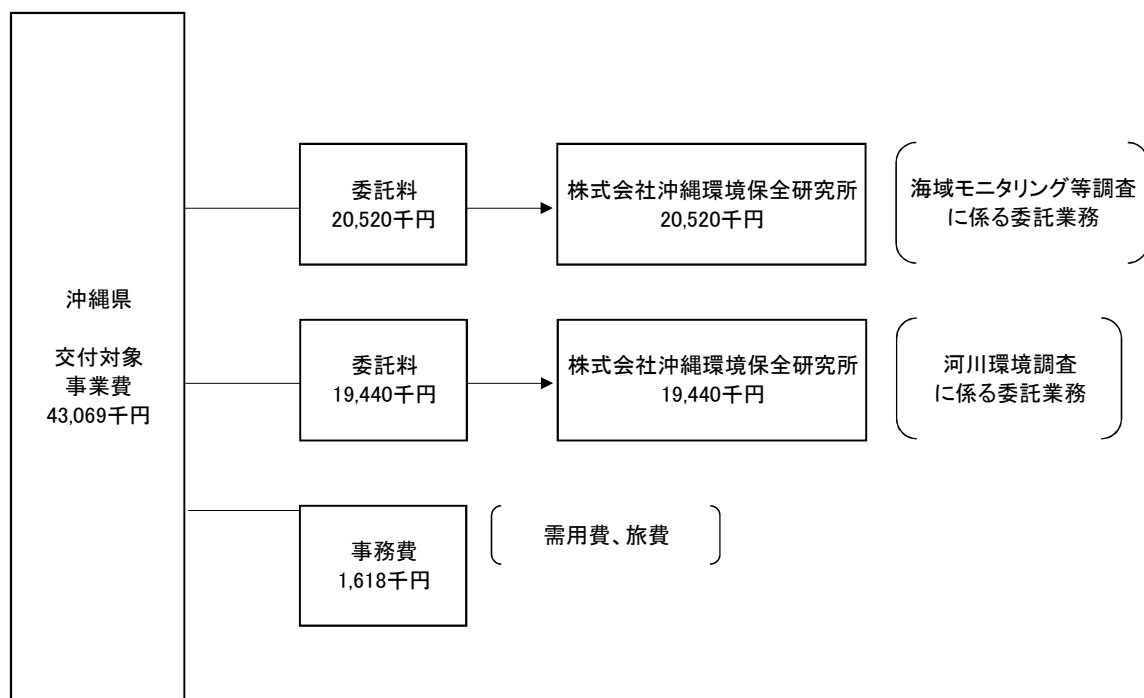 沖縄県
交付対象
事業費
43,069千円
委託料
20,520千円
株式会社沖縄環境保全研究所
20,520千円
海域モニタリング等調査
に係る委託業務
委託料
19,440千円
株式会社沖縄環境保全研究所
19,440千円
河川環境調査
に係る委託業務
事務費
1,618千円
需用費、旅費